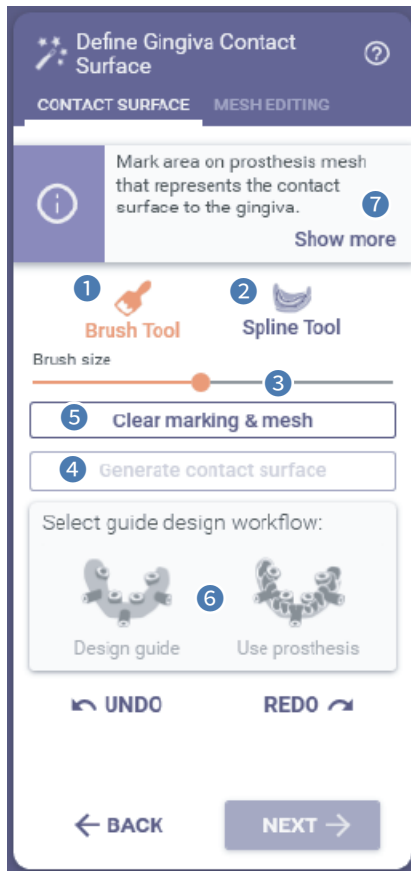 Define Gingiva Contact
Surface
CONTACT SURFACE MESH EDITING
Mark area on prosthesis mesh
that represents the contact
surface to the gingiva.
7
Show more
1
2
Brush Tool
Spline Tool
Brush size
3
5 Clear marking & mesh
4 Generate contact surface
Select guide design workflow:
6
Design guide
Use prosthesis
UNDO
REDO
BACK
NEXT